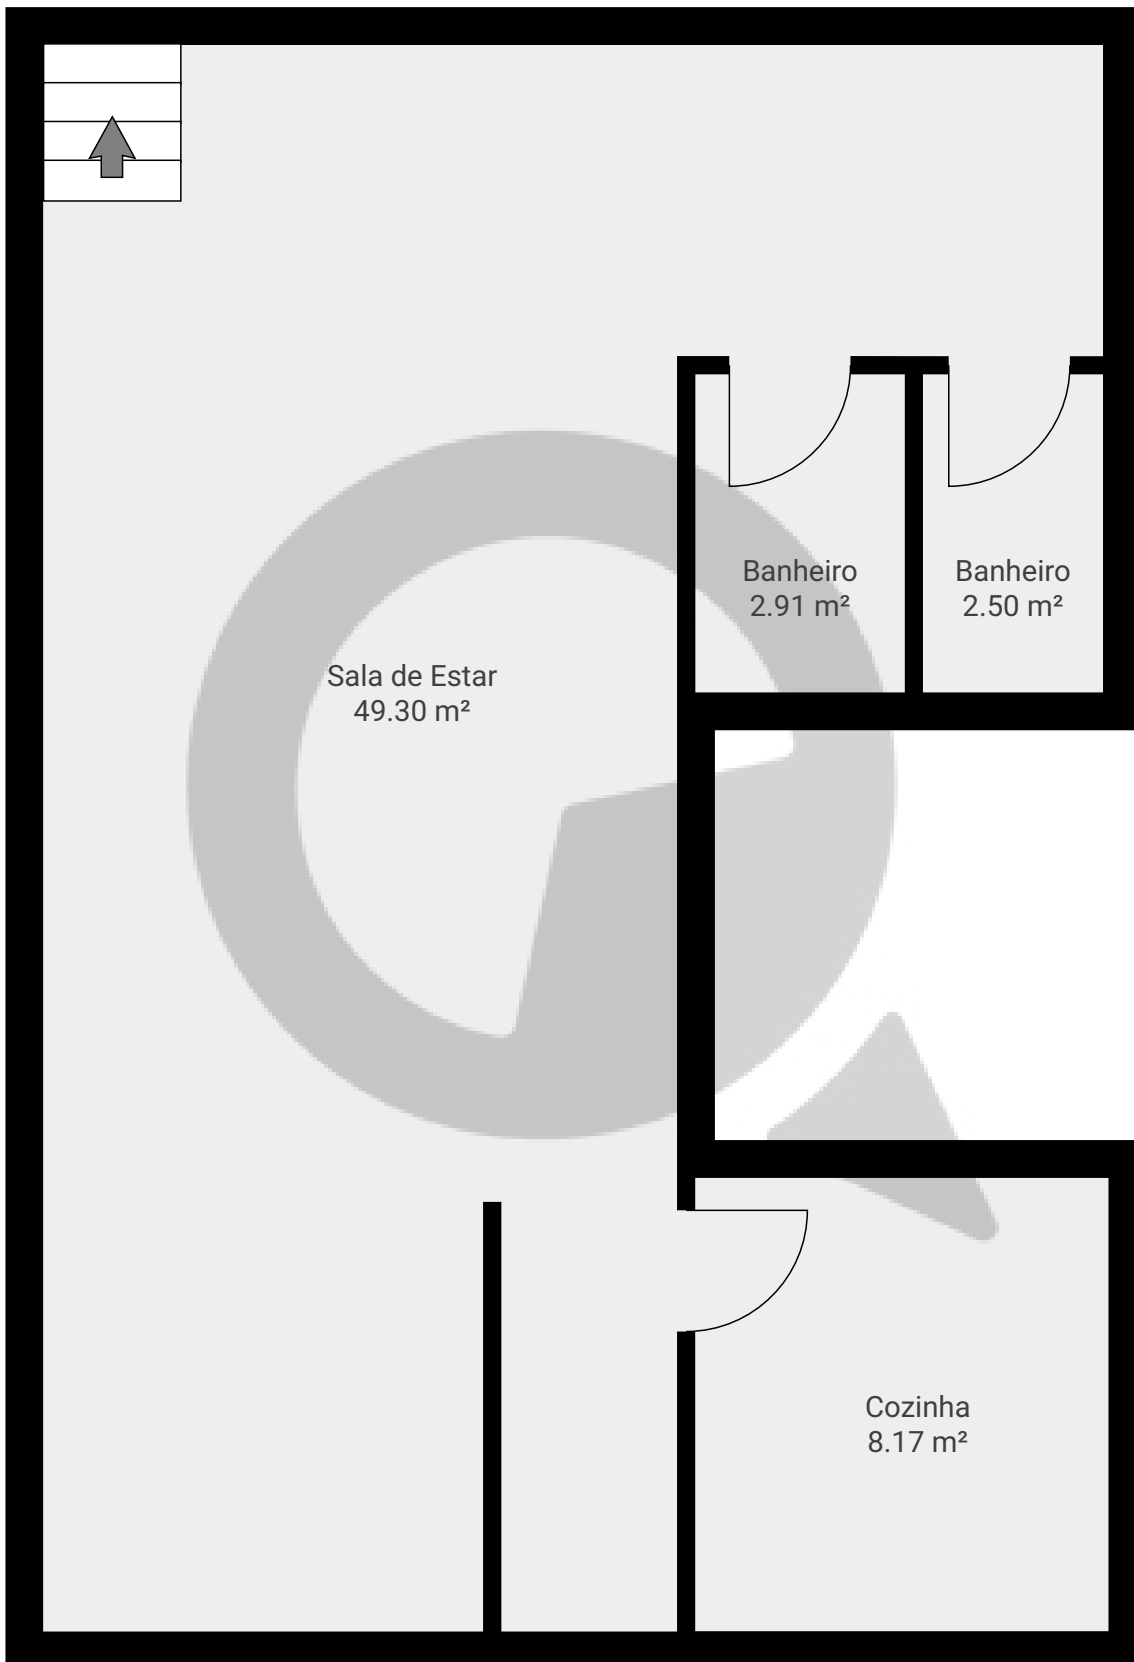 Banheiro
2.91 m²
Banheiro
2.50 m²
Sala de Estar
49.30 m²
Cozinha
8.17 m²